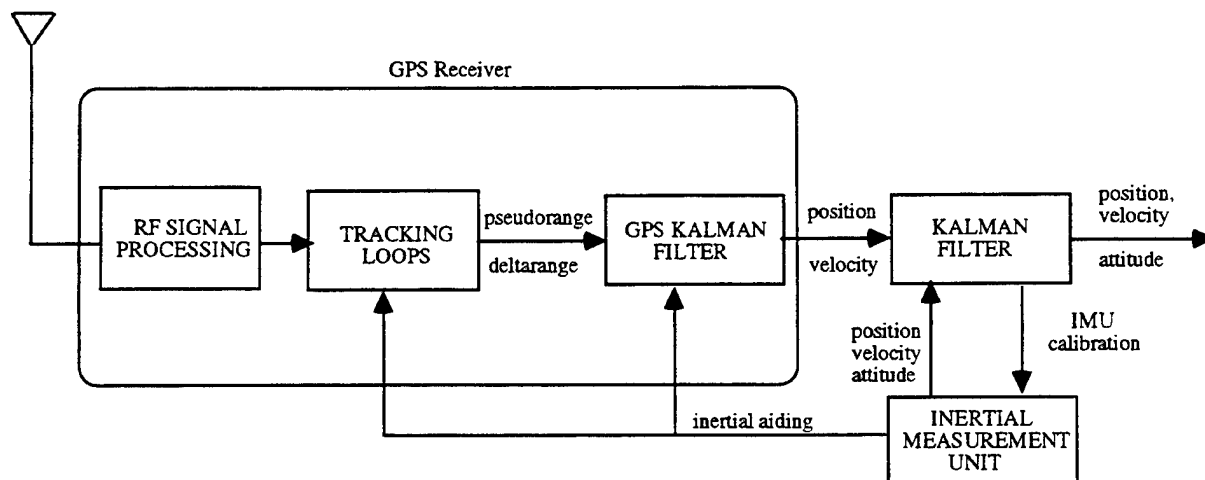 GPS Receiver
RF SIGNAL
PROCESSING
TRACKING
LOOPS
pseudorange
deltarange
GPS KALMAN
FILTER
position
velocity
KALMAN
FILTER
position,
velocity
attitude
position
velocity
attitude
IMU
calibration
inertial aiding
INERTIAL
MEASUREMENT
UNIT